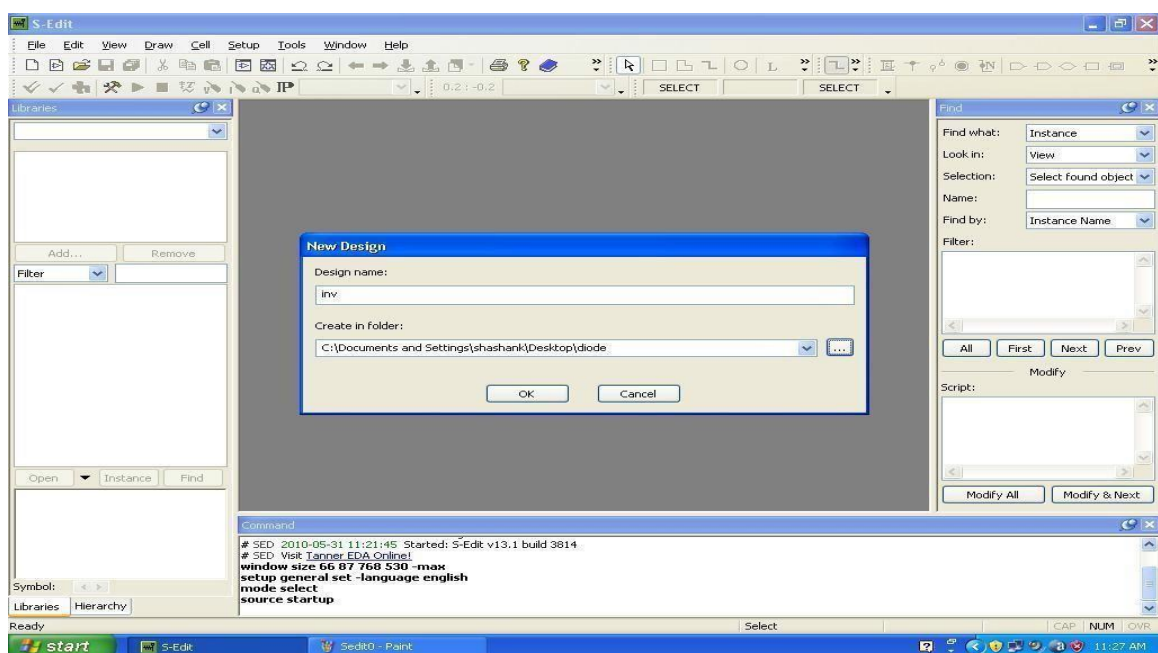 S-Edit
File Edit View Draw Cell Setup Tools Window Help
IP 0.2 : -0.2 SELECT SELECT
Libraries
Add... Remove
Filter
Open Instance Find
Symbol:
Libraries Hierarchy
New Design
Design name:
inv
Create in folder:
C:\Documents and Settings\shashank\Desktop\diode
...
OK Cancel
Find
Find what: Instance
Look in: View
Selection: Select found object
Name:
Find by: Instance Name
Filter:
All First Next Prev
Modify
Script:
Modify All Modify & Next
Command
# SED 2010-05-31 11:21:45 Started: S-Edit v13.1 build 3814
# SED Visit Tanner EDA Online!
window size 66 87 768 530 -max
setup general set -language english
mode select
source startup
Ready Select CAP NUM OVR
start S-Edit Sedit0 - Paint 11:27 AM